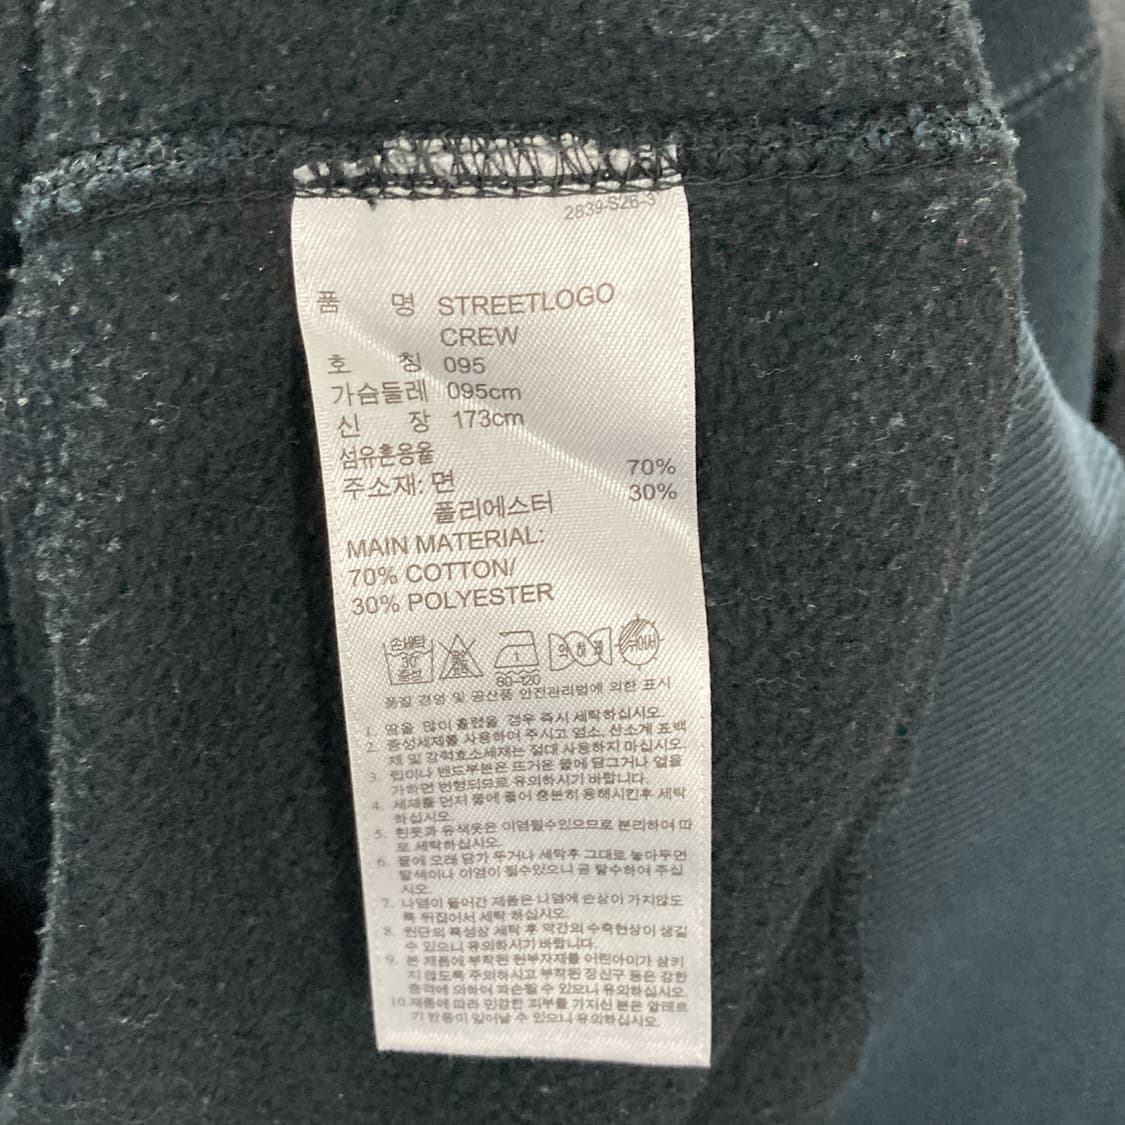 2839-S26-3
품 명 STREETLOGO
CREW
호 칭 095
가슴둘레 095cm
신 장 173cm
섬유혼용율
주소재: 면 70%
폴리에스터 30%
MAIN MATERIAL:
70% COTTON/
30% POLYESTER
손세탁
30°
중성
80~120
약하게
드라이
품질 경영 및 공산품 안전관리법에 의한 표시
1. 땀을 많이 흘렸을 경우 즉시 세탁하십시오.
2. 중성세제를 사용하여 주시고 염소, 산소계 표백
제 및 강력효소세재는 절대 사용하지 마십시오.
3. 립이나 밴드부분은 뜨거운 물에 담그거나 열을
가하면 변형되므로 유의하시기 바랍니다.
4. 세제를 먼저 물에 풀어 충분히 용해시킨후 세탁
하십시오.
5. 흰옷과 유색옷은 이염될수있으므로 분리하여 따
로 세탁하십시오.
6. 물에 오래 담가 두거나 세탁후 그대로 놓아두면
탈색이나 이염이 될수있으니 곧 탈수하여 주십
시오.
7. 나염이 들어간 제품은 나염에 손상이 가지않도
록 뒤집어서 세탁 하십시오.
8. 원단의 특성상 세탁 후 약간의 수축현상이 생길
수 있으니 유의하시기 바랍니다.
9. 본 제품에 부착된 원부자재를 어린아이가 삼키
지 않도록 주의하시고 부착된 장신구 등은 강한
충격에 의하여 파손될 수 있으니 유의하십시오.
10. 제품에 따라 민감한 피부를 가지신 분은 알레르
기 반응이 일어날 수 있으니 유의하십시오.